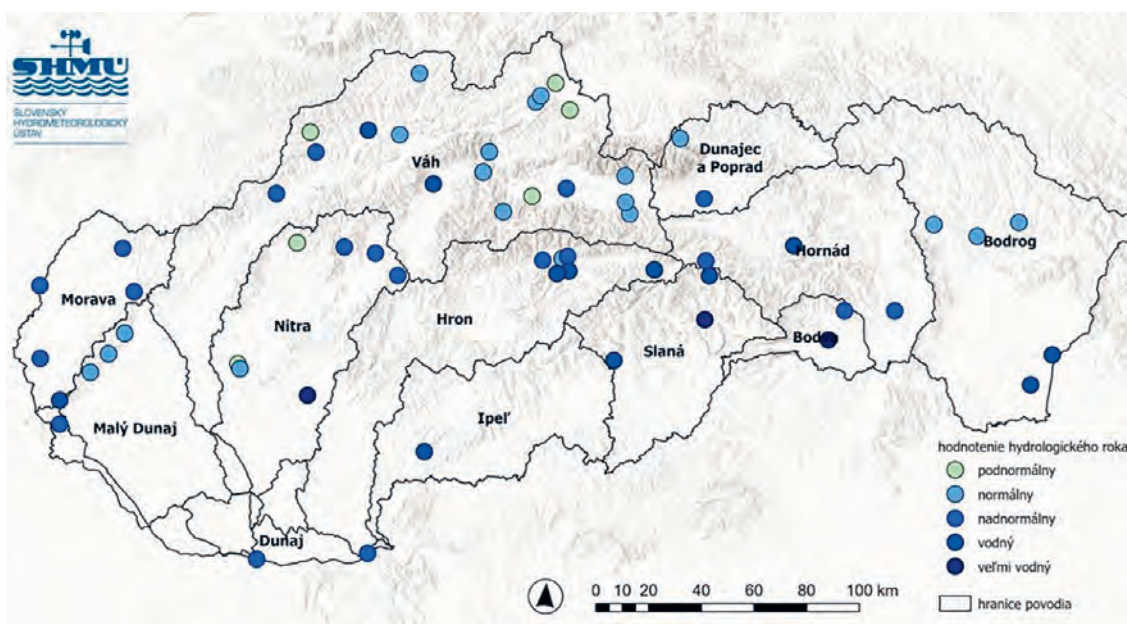 SHMÚ
SLOVENSKÝ
HYDROMETEOROLOGICKÝ
ÚSTAV
Váh
Dunajec
a Poprad
Hornád
Bodrog
Morava
Nitra
Hron
Slaná
Bodva
Malý Dunaj
Ipeľ
Dunaj
hodnotenie hydrologického roka
podnormálny
normálny
nadnormálny
vodný
veľmi vodný
hranice povodia
0 10 20 40 60 80 100 km